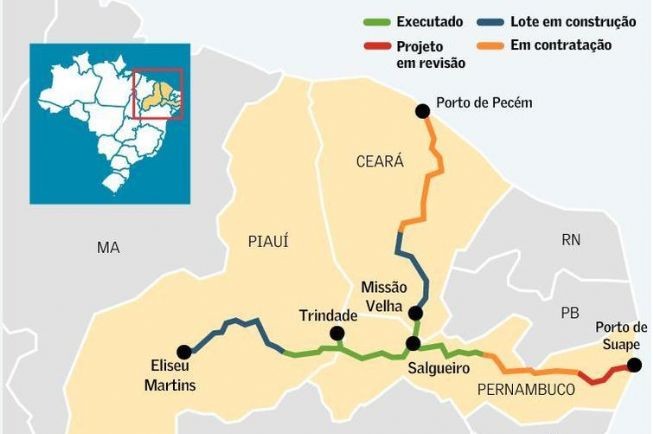 Executado
Lote em construção
Projeto
em revisão
Em contratação
Porto de Pecém
CEARÁ
MA
PIAUÍ
RN
Missão
Velha
Trindade
PB
Porto de
Suape
Eliseu
Martins
Salgueiro
PERNAMBUCO